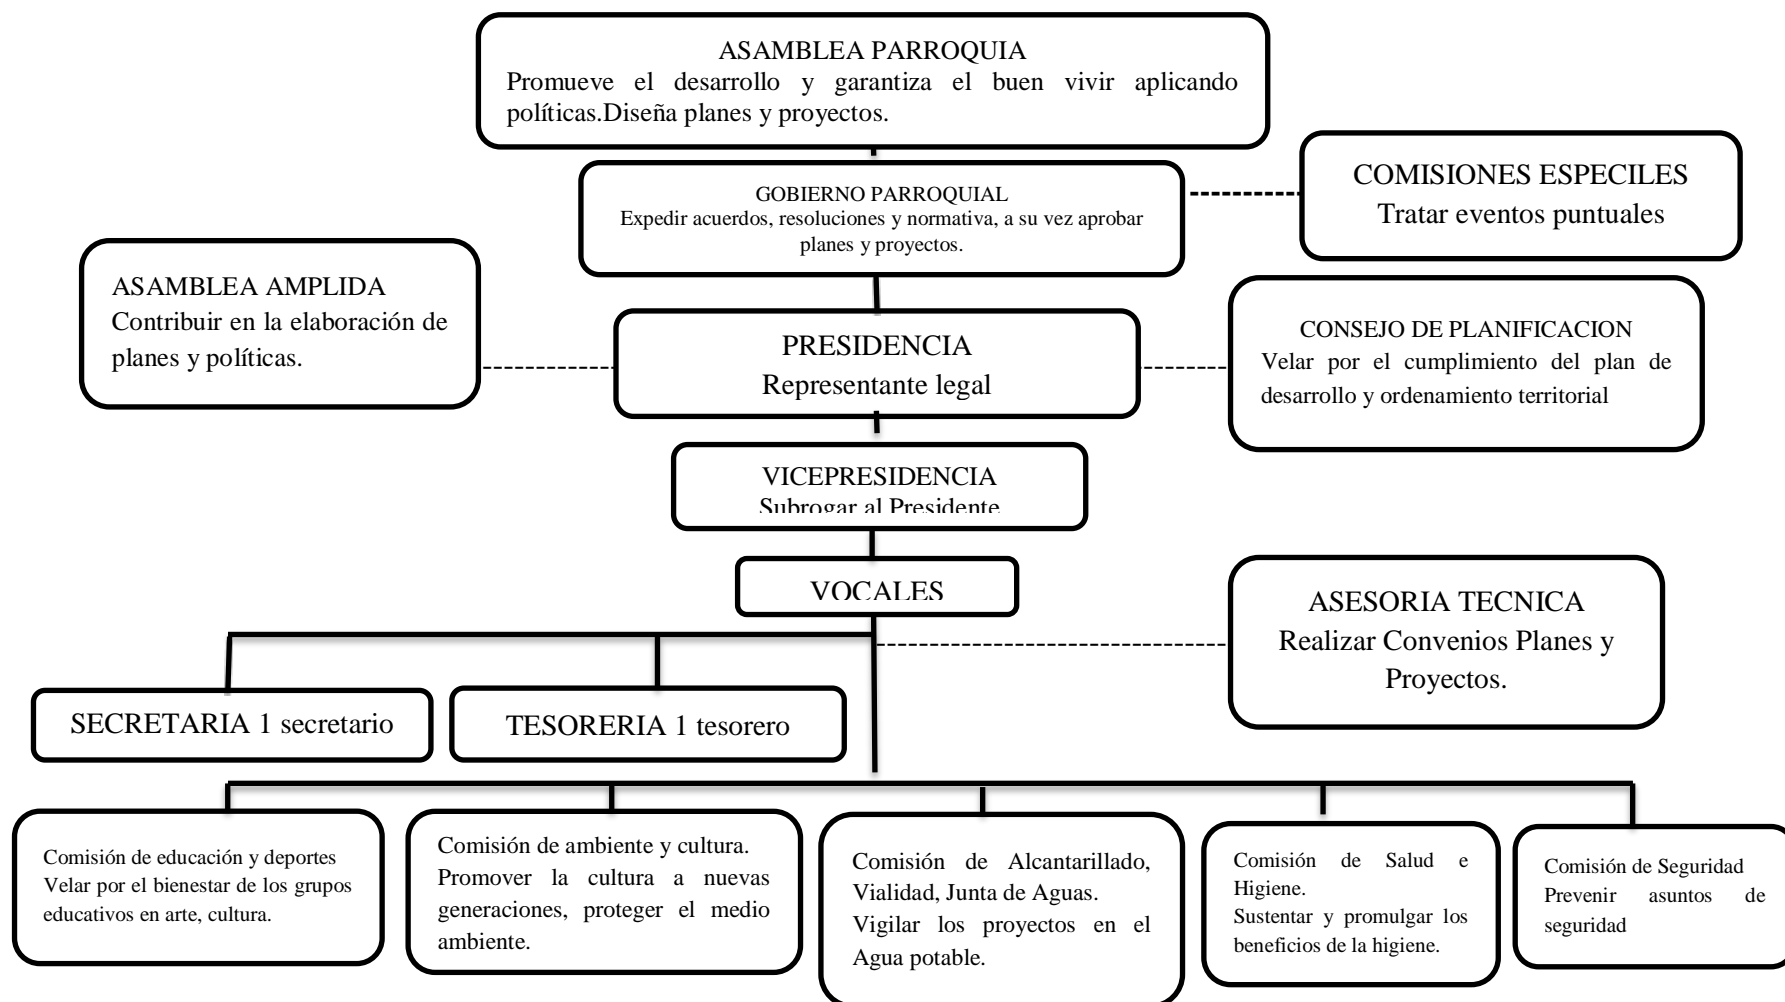 ASAMBLEA PARROQUIA
Promueve el desarrollo y garantiza el buen vivir aplicando
políticas.Diseña planes y proyectos.
GOBIERNO PARROQUIAL
Expedir acuerdos, resoluciones y normativa, a su vez aprobar
planes y proyectos.
COMISIONES ESPECILES
Tratar eventos puntuales
ASAMBLEA AMPLIDA
Contribuir en la elaboración de
planes y políticas.
PRESIDENCIA
Representante legal
CONSEJO DE PLANIFICACION
Velar por el cumplimiento del plan de
desarrollo y ordenamiento territorial
VICEPRESIDENCIA
Subrogar al Presidente
VOCALES
ASESORIA TECNICA
Realizar Convenios Planes y
Proyectos.
SECRETARIA 1 secretario
TESORERIA 1 tesorero
Comisión de educación y deportes
Velar por el bienestar de los grupos
educativos en arte, cultura.
Comisión de ambiente y cultura.
Promover la cultura a nuevas
generaciones, proteger el medio
ambiente.
Comisión de Alcantarillado,
Vialidad, Junta de Aguas.
Vigilar los proyectos en el
Agua potable.
Comisión de Salud e
Higiene.
Sustentar y promulgar los
beneficios de la higiene.
Comisión de Seguridad
Prevenir asuntos de
seguridad